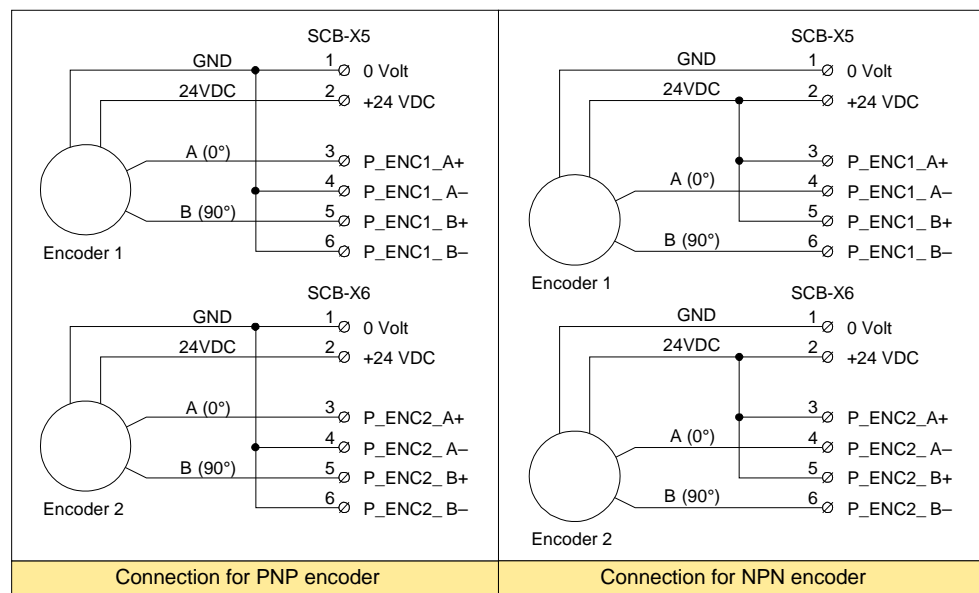 SCB-X5
GND 1 0 Volt
24VDC 2 +24 VDC
A (0°) 3 P_ENC1_A+
4 P_ENC1_ A–
B (90°) 5 P_ENC1_ B+
6 P_ENC1_ B–
Encoder 1
SCB-X6
GND 1 0 Volt
24VDC 2 +24 VDC
A (0°) 3 P_ENC2_A+
4 P_ENC2_ A–
B (90°) 5 P_ENC2_ B+
6 P_ENC2_ B–
Encoder 2
Connection for PNP encoder
SCB-X5
GND 1 0 Volt
24VDC 2 +24 VDC
3 P_ENC1_A+
A (0°) 4 P_ENC1_ A–
5 P_ENC1_ B+
B (90°) 6 P_ENC1_ B–
Encoder 1
SCB-X6
GND 1 0 Volt
24VDC 2 +24 VDC
3 P_ENC2_A+
A (0°) 4 P_ENC2_ A–
5 P_ENC2_ B+
B (90°) 6 P_ENC2_ B–
Encoder 2
Connection for NPN encoder